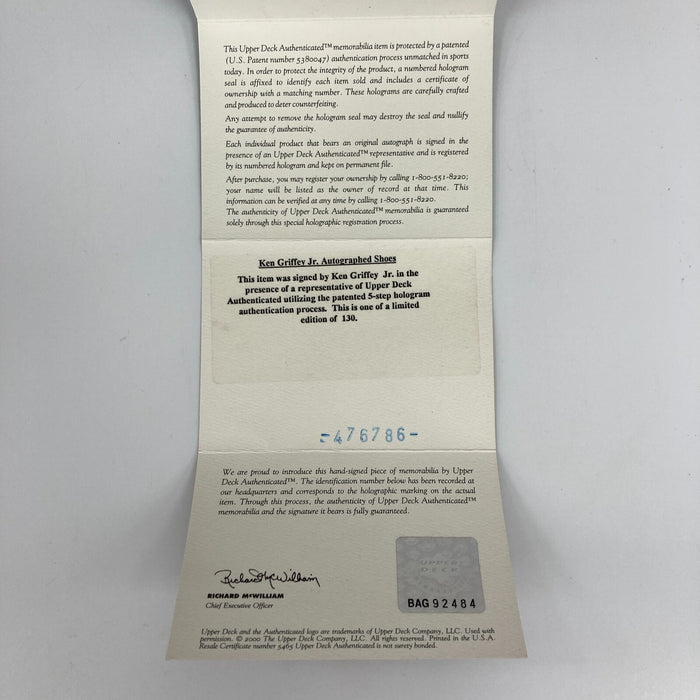 This Upper Deck Authenticated™ memorabilia item is protected by a patented
(U.S. Patent number 5380047) authentication process unmatched in sports
today. In order to protect the integrity of the product, a numbered hologram
seal is affixed to identify each item sold and includes a certificate of
ownership with a matching number. These holograms are carefully crafted
and produced to deter counterfeiting.
Any attempt to remove the hologram seal may destroy the seal and nullify
the guarantee of authenticity.
Each individual product that bears an original autograph is signed in the
presence of an Upper Deck Authenticated™ representative and is registered
by its numbered hologram and kept on permanent file.
After purchase, you may register your ownership by calling 1-800-551-8220;
your name will be listed as the owner of record at that time. This
information can be verified at any time by calling 1-800-551-8220.
The authenticity of Upper Deck Authenticated™ memorabilia is guaranteed
solely through this special holographic registration process.
Ken Griffey Jr. Autographed Shoes
This item was signed by Ken Griffey Jr. in the
presence of a representative of Upper Deck
Authenticated utilizing the patented 5-step hologram
authentication process. This is one of a limited
edition of 130.
-476786-
We are proud to introduce this hand-signed piece of memorabilia by Upper
Deck Authenticated™. The identification number below has been recorded at
our headquarters and corresponds to the holographic marking on the actual
item. Through this process, the authenticity of Upper Deck Authenticated™
memorabilia and the signature it bears is fully guaranteed.
Richard McWilliam
RICHARD McWILLIAM
Chief Executive Officer
UPPER
DECK
BAG 92484
Upper Deck and the Authenticated logo are trademarks of Upper Deck Company, LLC. Used with
permission. © 2000 The Upper Deck Company, LLC. All rights reserved. Printed in the U.S.A.
Resale Certificate number 5465 Upper Deck Authenticated is not surety bonded.